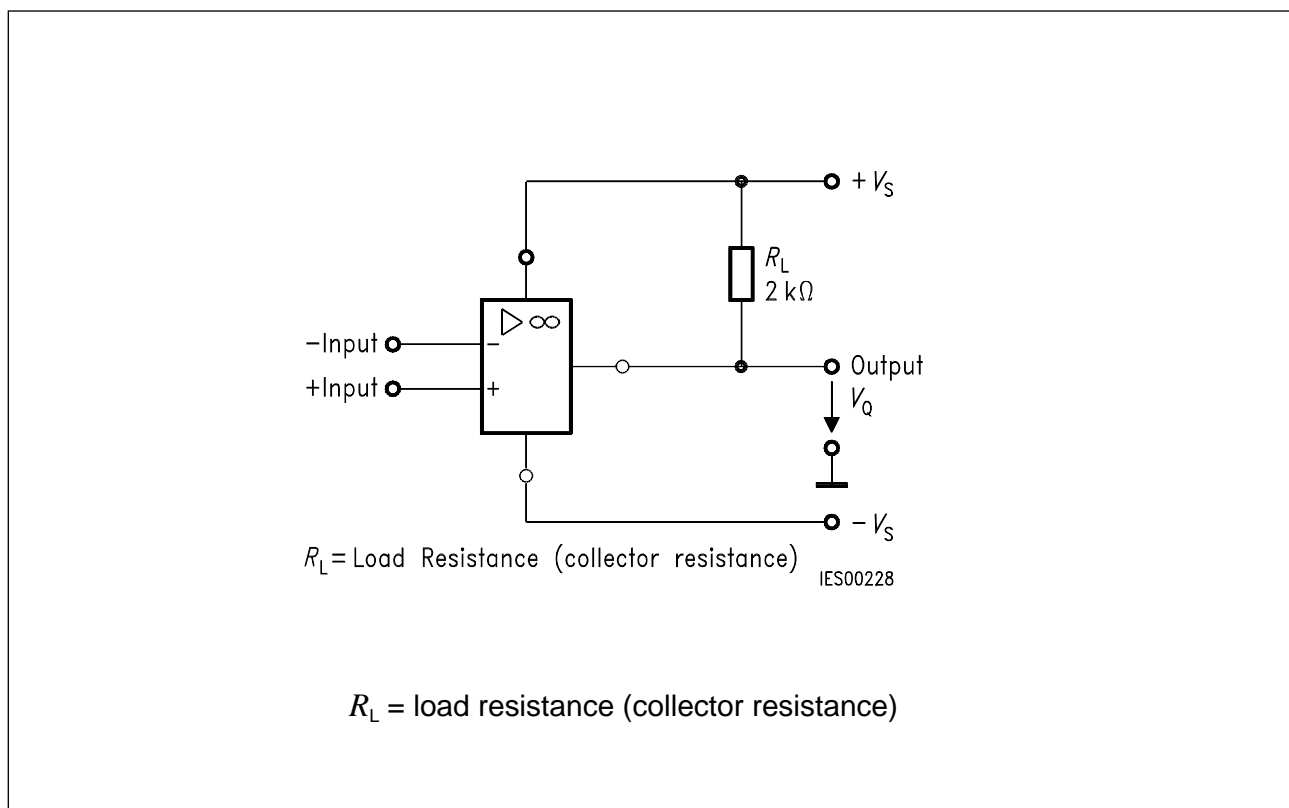 + V_S
R_L
2 kΩ
▷ ∞
−Input −
+Input +
Output
V_Q
− V_S
R_L = Load Resistance (collector resistance)
IES00228
R_L = load resistance (collector resistance)